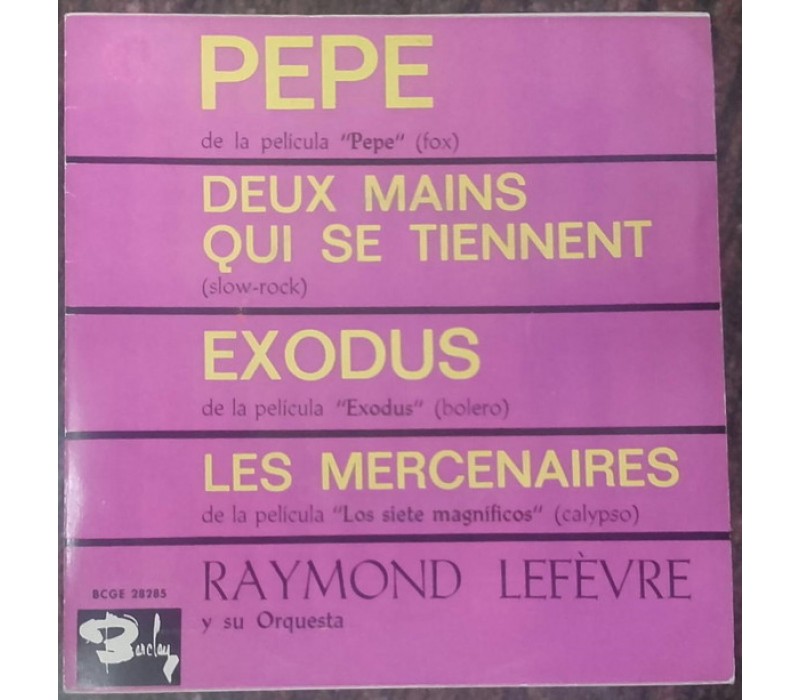 PEPE
de la película "Pepe" (fox)
DEUX MAINS
QUI SE TIENNENT
(slow-rock)
EXODUS
de la película "Exodus" (bolero)
LES MERCENAIRES
de la película "Los siete magníficos" (calypso)
RAYMOND LEFÈVRE
y su Orquesta
BCGE 28285
Barclay